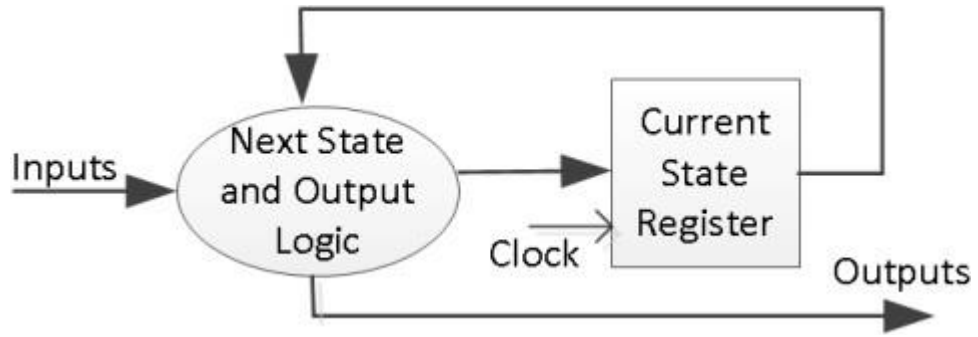 Inputs
Next State
and Output
Logic
Current
State
Register
Clock
Outputs